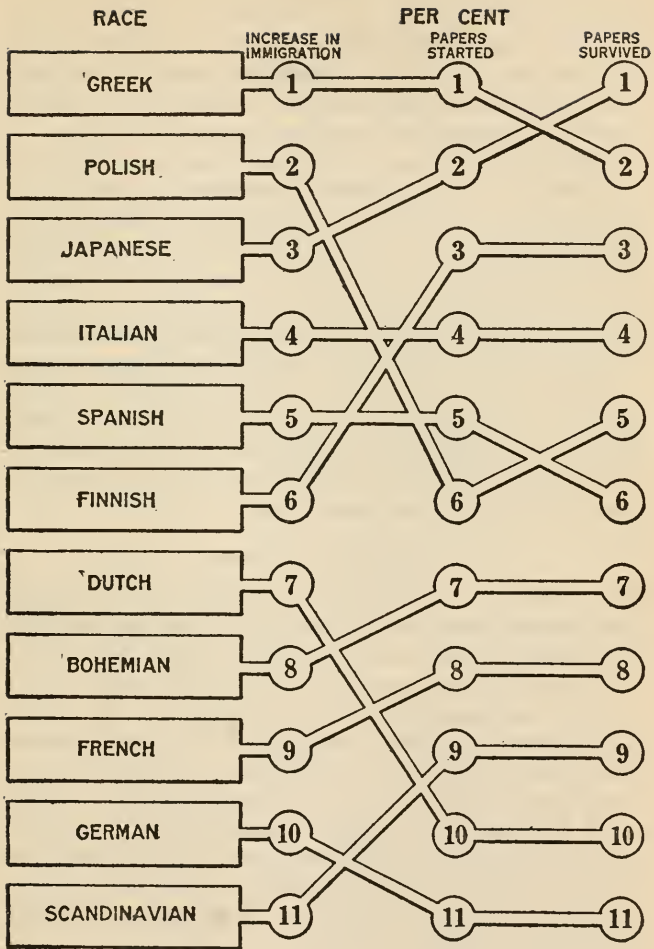 RACE
PER CENT
INCREASE IN IMMIGRATION
PAPERS STARTED
PAPERS SURVIVED
GREEK 1 1 1
POLISH 2 2 2
JAPANESE 3 3 3
ITALIAN 4 4 4
SPANISH 5 5 5
FINNISH 6 6 6
DUTCH 7 7 7
BOHEMIAN 8 8 8
FRENCH 9 9 9
GERMAN 10 10 10
SCANDINAVIAN 11 11 11